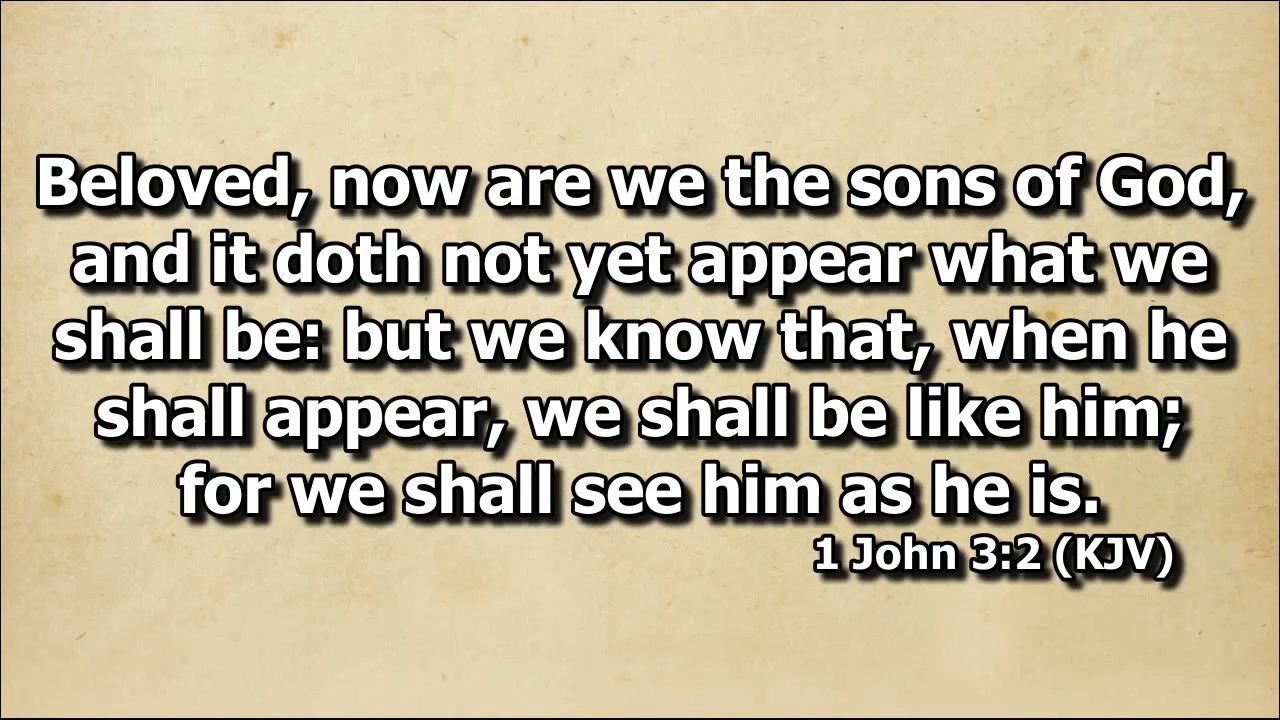 Beloved, now are we the sons of God,
and it doth not yet appear what we
shall be: but we know that, when he
shall appear, we shall be like him;
for we shall see him as he is.
1 John 3:2 (KJV)